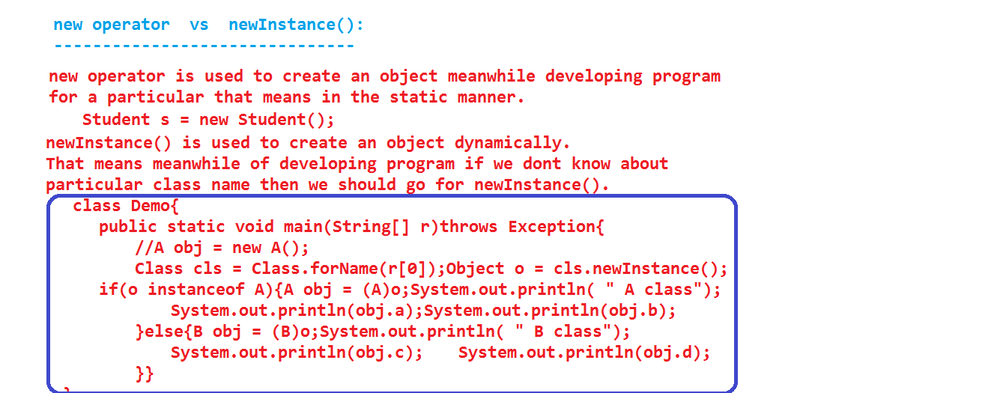 new operator vs newInstance():
-------------------------------
new operator is used to create an object meanwhile developing program
for a particular that means in the static manner.
Student s = new Student();
newInstance() is used to create an object dynamically.
That means meanwhile of developing program if we dont know about
particular class name then we should go for newInstance().
class Demo{
public static void main(String[] r)throws Exception{
//A obj = new A();
Class cls = Class.forName(r[0]);Object o = cls.newInstance();
if(o instanceof A){A obj = (A)o;System.out.println( " A class");
System.out.println(obj.a);System.out.println(obj.b);
}else{B obj = (B)o;System.out.println( " B class");
System.out.println(obj.c); System.out.println(obj.d);
}}